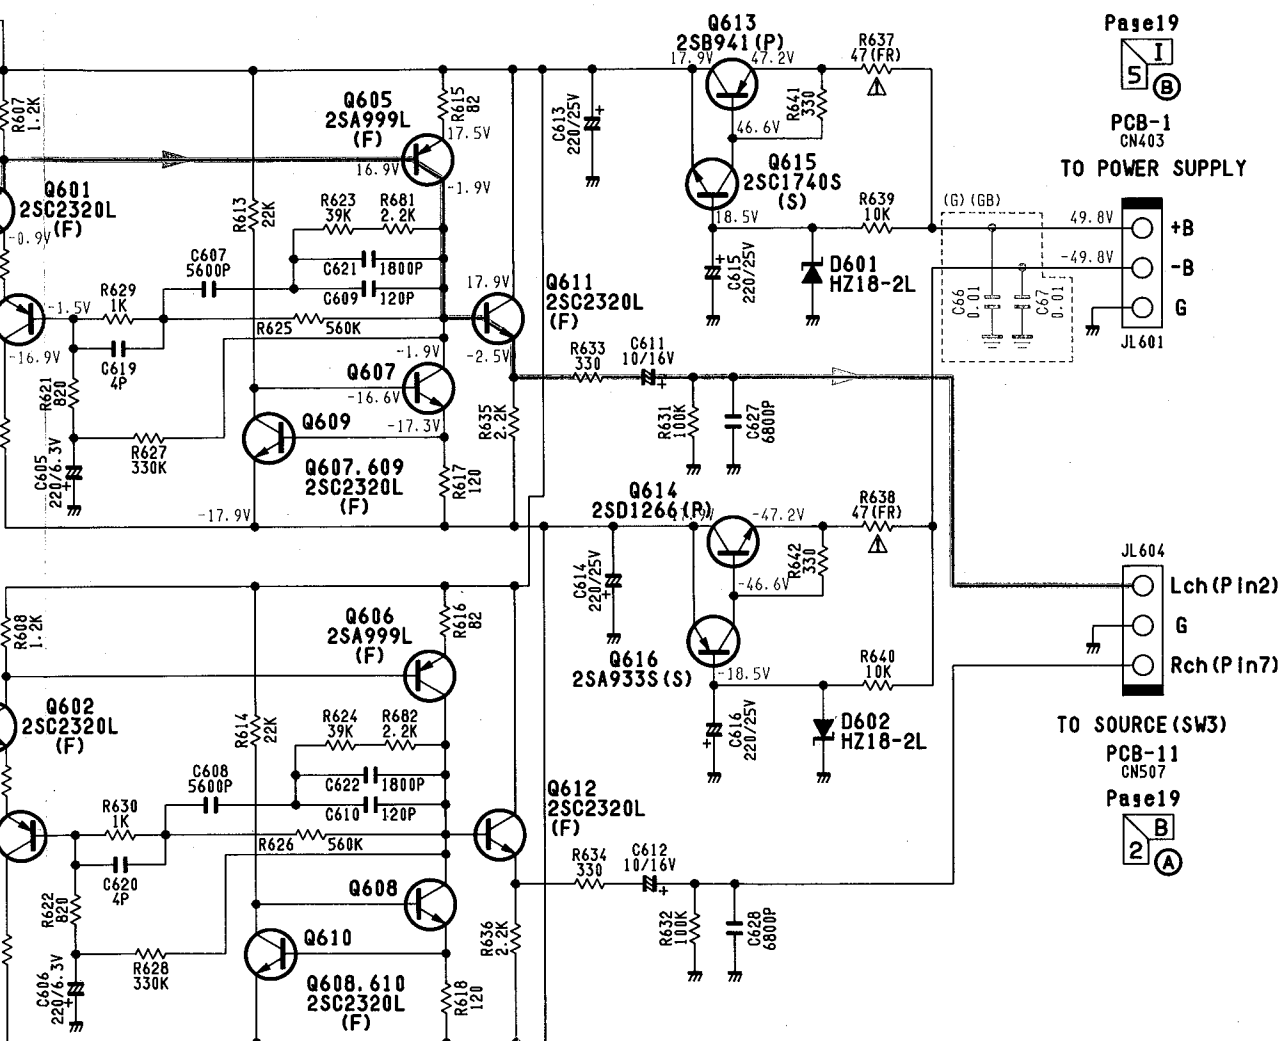 Q613
2SB941(P)
17.9V
47.2V
R637
47(FR)
Page19
I
5
B
R607
1.2K
Q605
2SA999L
(F)
R615
82
17.5V
16.9V
-1.9V
C613
220/25V
R641
330
46.6V
Q615
2SC1740S
(S)
PCB-1
CN403
TO POWER SUPPLY
Q601
2SC2320L
(F)
-0.9V
R613
22K
R623
39K
R681
2.2K
18.5V
R639
10K
(G)(GB)
49.8V
+B
C607
5600P
C621
1800P
C609
120P
17.9V
Q611
2SC2320L
(F)
C615
220/25V
D601
HZ18-2L
-49.8V
-B
C66
0.01
C67
0.01
G
JL601
-1.5V
R629
1K
R625
560K
-16.9V
C619
4P
-1.9V
-2.5V
R633
330
C611
10/16V
R621
820
Q607
-16.6V
Q609
-17.3V
R635
2.2K
R631
100K
C627
6800P
C605
220/6.3V
R627
330K
Q607.609
2SC2320L
(F)
R617
120
-17.9V
Q614
2SD1266(P)
-47.2V
R638
47(FR)
C614
220/25V
R642
330
-46.6V
JL604
Lch(Pin2)
G
Rch(Pin7)
R608
1.2K
Q606
2SA999L
(F)
R616
82
Q616
2SA933S(S)
-18.5V
R640
10K
Q602
2SC2320L
(F)
R614
22K
R624
39K
R682
2.2K
C616
220/25V
D602
HZ18-2L
TO SOURCE(SW3)
PCB-11
CN507
Page19
B
2
A
C608
5600P
C622
1800P
C610
120P
Q612
2SC2320L
(F)
R630
1K
R626
560K
C620
4P
R634
330
C612
10/16V
R622
820
Q608
Q610
R636
2.2K
R632
100K
C628
6800P
C606
220/6.3V
R628
330K
Q608.610
2SC2320L
(F)
R618
120